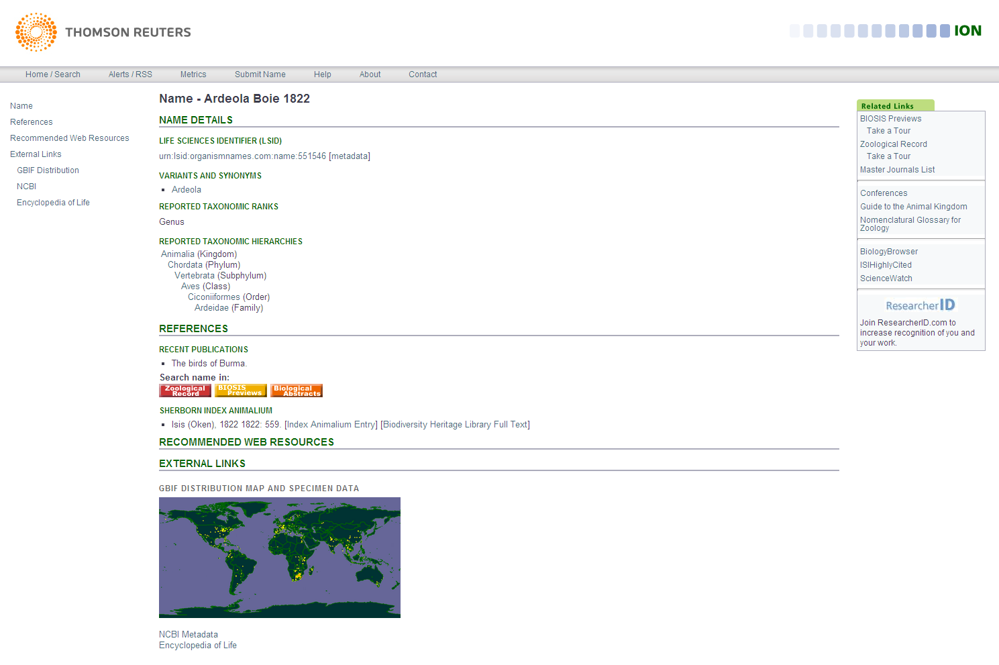 THOMSON REUTERS
ION
Home / Search
Alerts / RSS
Metrics
Submit Name
Help
About
Contact
Name
References
Recommended Web Resources
External Links
GBIF Distribution
NCBI
Encyclopedia of Life
Name - Ardeola Boie 1822
NAME DETAILS
LIFE SCIENCES IDENTIFIER (LSID)
urn:lsid:organismnames.com:name:551546 [metadata]
VARIANTS AND SYNONYMS
Ardeola
REPORTED TAXONOMIC RANKS
Genus
REPORTED TAXONOMIC HIERARCHIES
Animalia (Kingdom)
Chordata (Phylum)
Vertebrata (Subphylum)
Aves (Class)
Ciconiiformes (Order)
Ardeidae (Family)
REFERENCES
RECENT PUBLICATIONS
The birds of Burma.
Search name in:
Zoological Record
BIOSIS Previews
Biological Abstracts
SHERBORN INDEX ANIMALIUM
Isis (Oken), 1822 1822: 559. [Index Animalium Entry] [Biodiversity Heritage Library Full Text]
RECOMMENDED WEB RESOURCES
EXTERNAL LINKS
GBIF DISTRIBUTION MAP AND SPECIMEN DATA
NCBI Metadata
Encyclopedia of Life
Related Links
BIOSIS Previews
Take a Tour
Zoological Record
Take a Tour
Master Journals List
Conferences
Guide to the Animal Kingdom
Nomenclatural Glossary for
Zoology
BiologyBrowser
ISIHighlyCited
ScienceWatch
ResearcherID
Join ResearcherID.com to
increase recognition of you and
your work.